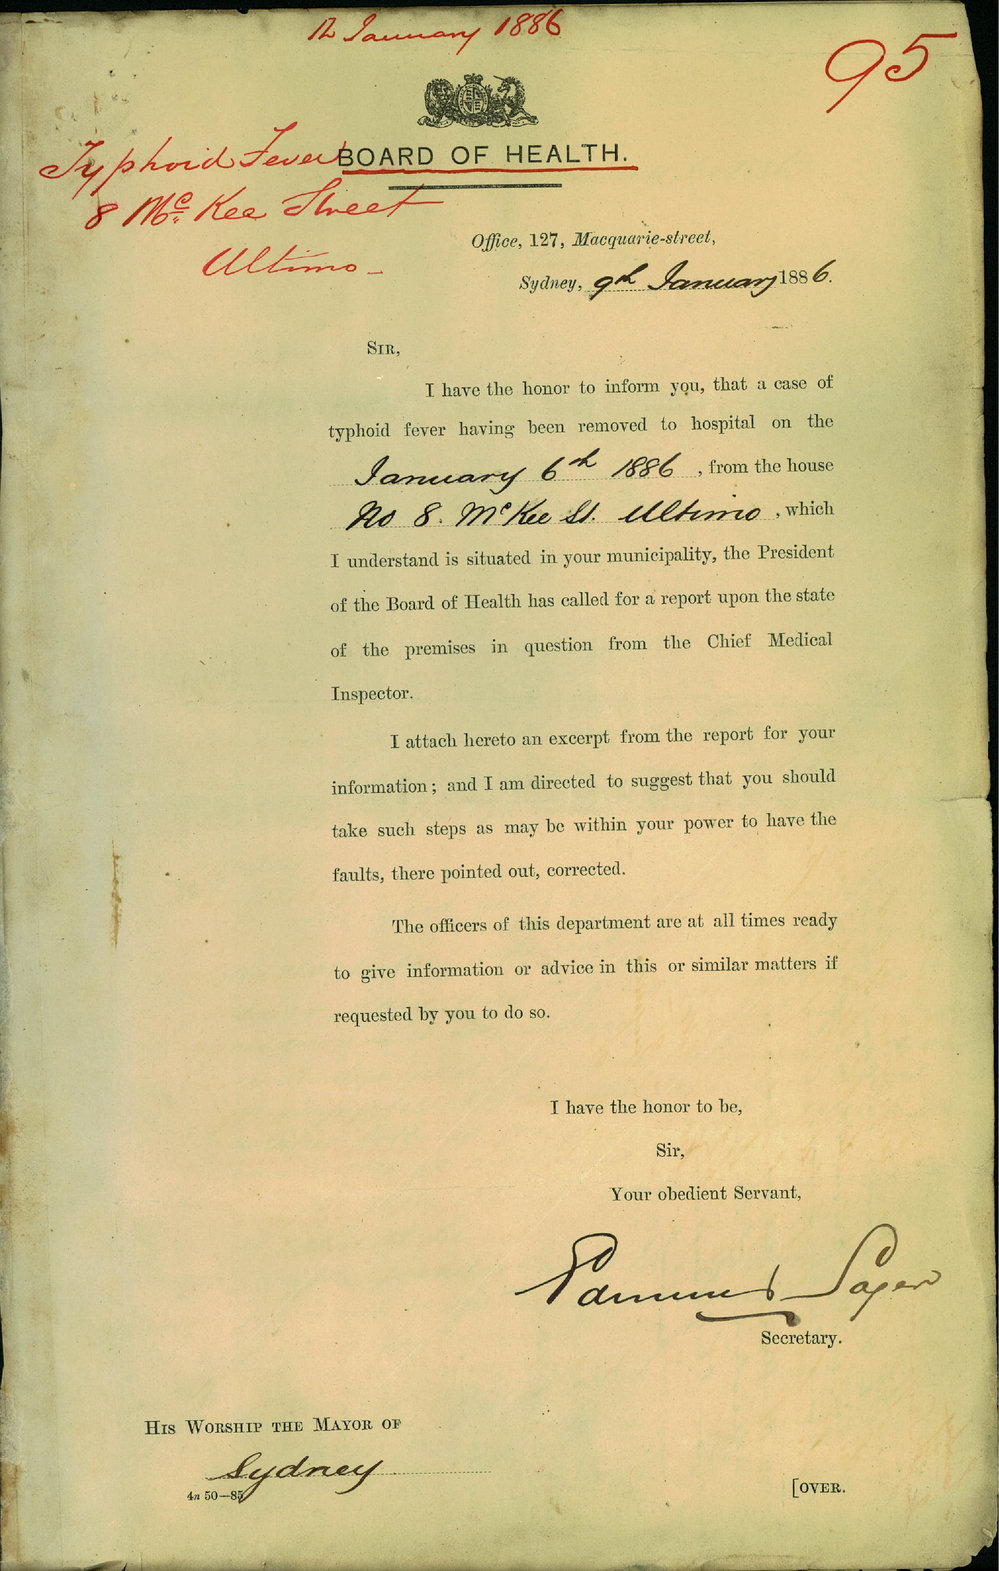 12 January 1886
95
Typhoid Fever
8 Mc Kee Street
Ultimo
BOARD OF HEALTH.
Office, 127, Macquarie-street,
Sydney, 9th January 1886.
SIR,
I have the honor to inform you, that a case of
typhoid fever having been removed to hospital on the
January 6th 1886, from the house
No 8. McKee St. Ultimo, which
I understand is situated in your municipality, the President
of the Board of Health has called for a report upon the state
of the premises in question from the Chief Medical
Inspector.
I attach hereto an excerpt from the report for your
information; and I am directed to suggest that you should
take such steps as may be within your power to have the
faults, there pointed out, corrected.
The officers of this department are at all times ready
to give information or advice in this or similar matters if
requested by you to do so.
I have the honor to be,
Sir,
Your obedient Servant,
Edmund Sager
Secretary.
HIS WORSHIP THE MAYOR OF
Sydney
4n 50—85
[OVER.